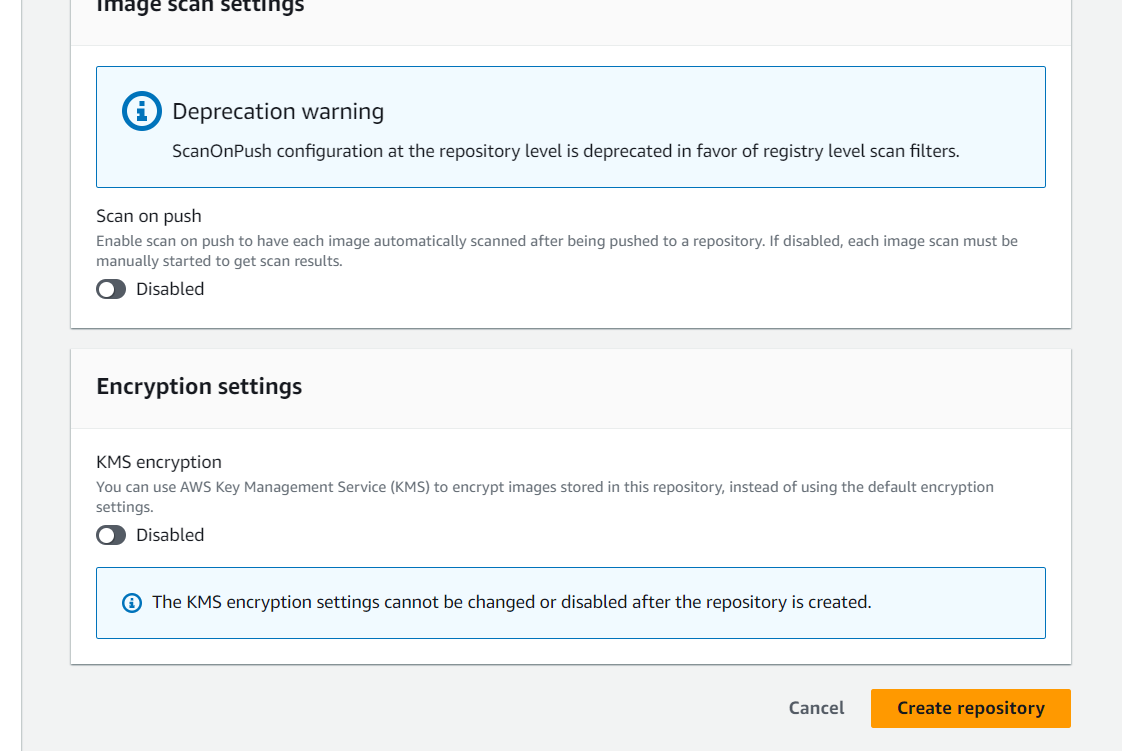 Image scan settings
Deprecation warning
ScanOnPush configuration at the repository level is deprecated in favor of registry level scan filters.
Scan on push
Enable scan on push to have each image automatically scanned after being pushed to a repository. If disabled, each image scan must be
manually started to get scan results.
Disabled
Encryption settings
KMS encryption
You can use AWS Key Management Service (KMS) to encrypt images stored in this repository, instead of using the default encryption
settings.
Disabled
The KMS encryption settings cannot be changed or disabled after the repository is created.
Cancel
Create repository